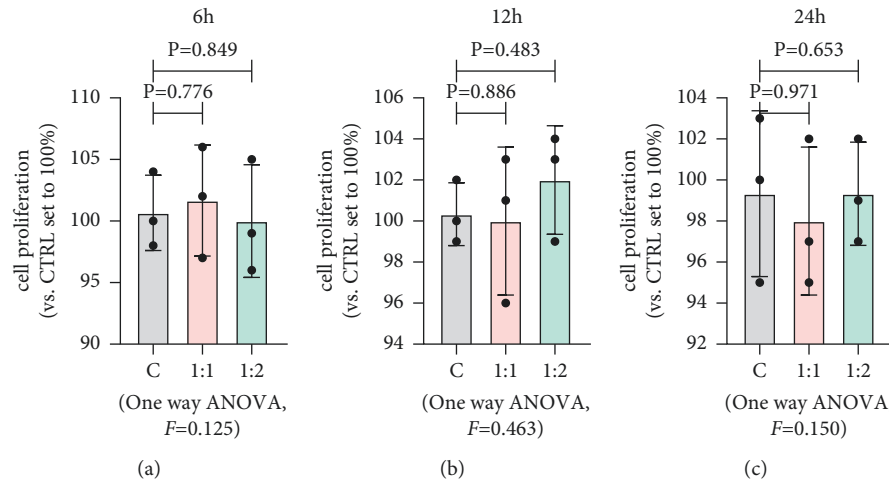 6h
P=0.849
P=0.776
110
105
100
95
90
cell proliferation
(vs. CTRL set to 100%)
C 1:1 1:2
(One way ANOVA,
F=0.125)
(a)
12h
P=0.483
P=0.886
106
104
102
100
98
96
94
cell proliferation
(vs. CTRL set to 100%)
C 1:1 1:2
(One way ANOVA,
F=0.463)
(b)
24h
P=0.653
P=0.971
104
102
100
98
96
94
92
cell proliferation
(vs. CTRL set to 100%)
C 1:1 1:2
(One way ANOVA
F=0.150)
(c)